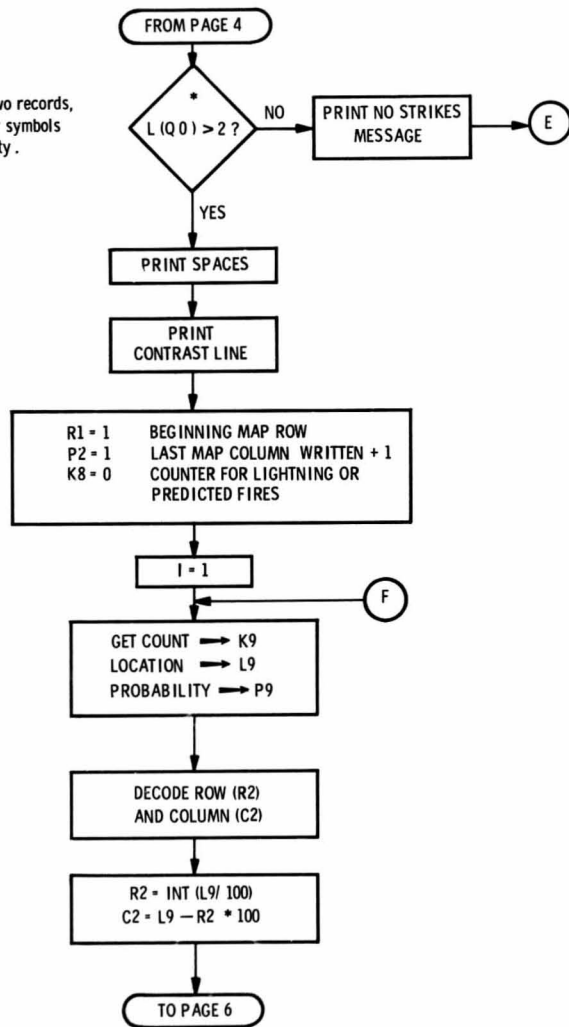 FROM PAGE 4
wo records,
symbols
ty.
*
L (Q0) > 2 ?
NO
PRINT NO STRIKES
MESSAGE
E
YES
PRINT SPACES
PRINT
CONTRAST LINE
R1 = 1 BEGINNING MAP ROW
P2 = 1 LAST MAP COLUMN WRITTEN + 1
K8 = 0 COUNTER FOR LIGHTNING OR
PREDICTED FIRES
I = 1
F
GET COUNT → K9
LOCATION → L9
PROBABILITY → P9
DECODE ROW (R2)
AND COLUMN (C2)
R2 = INT (L9/ 100)
C2 = L9 — R2 * 100
TO PAGE 6